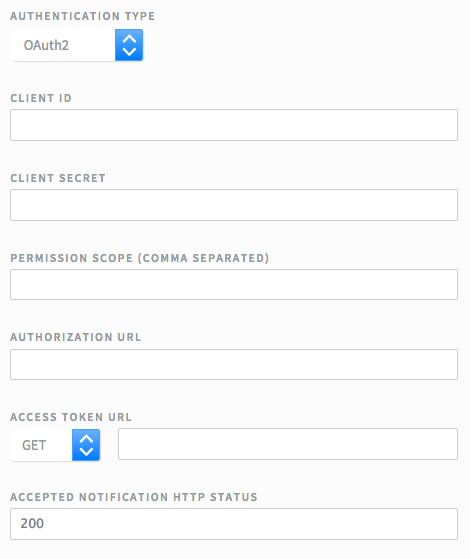 AUTHENTICATION TYPE
OAuth2
CLIENT ID
CLIENT SECRET
PERMISSION SCOPE (COMMA SEPARATED)
AUTHORIZATION URL
ACCESS TOKEN URL
GET
ACCEPTED NOTIFICATION HTTP STATUS
200